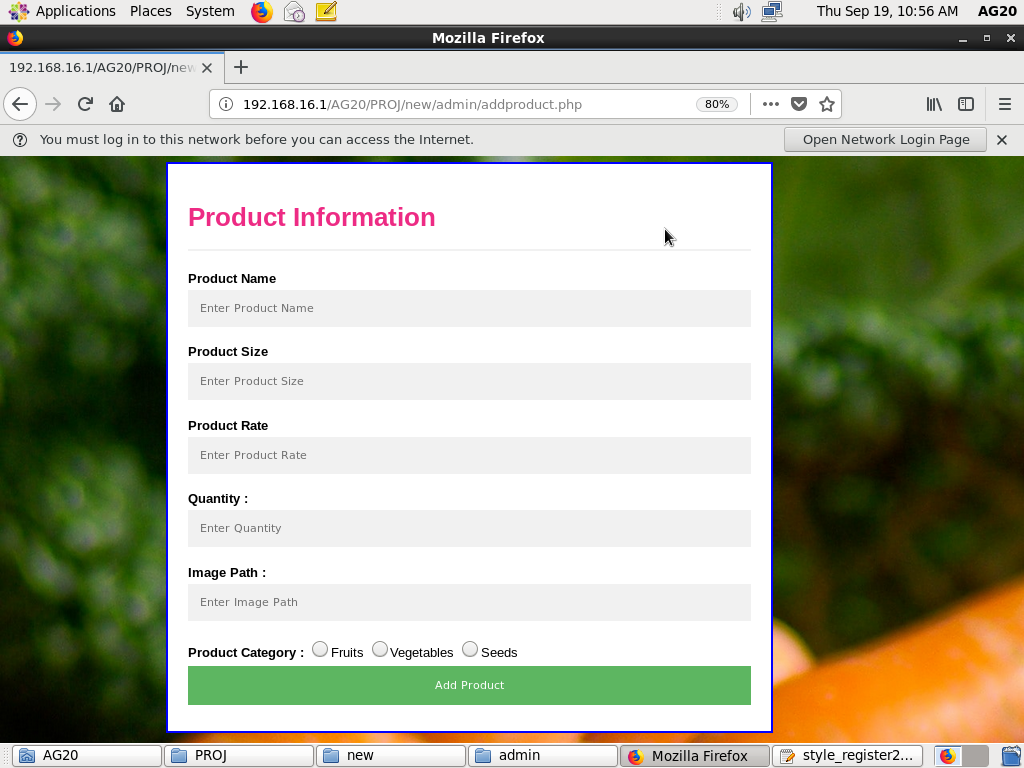 Applications Places System Thu Sep 19, 10:56 AM AG20
Mozilla Firefox
192.168.16.1/AG20/PROJ/new
192.168.16.1/AG20/PROJ/new/admin/addproduct.php 80%
You must log in to this network before you can access the Internet. Open Network Login Page
Product Information
Product Name
Enter Product Name
Product Size
Enter Product Size
Product Rate
Enter Product Rate
Quantity :
Enter Quantity
Image Path :
Enter Image Path
Product Category : Fruits Vegetables Seeds
Add Product
AG20 PROJ new admin Mozilla Firefox style_register2...